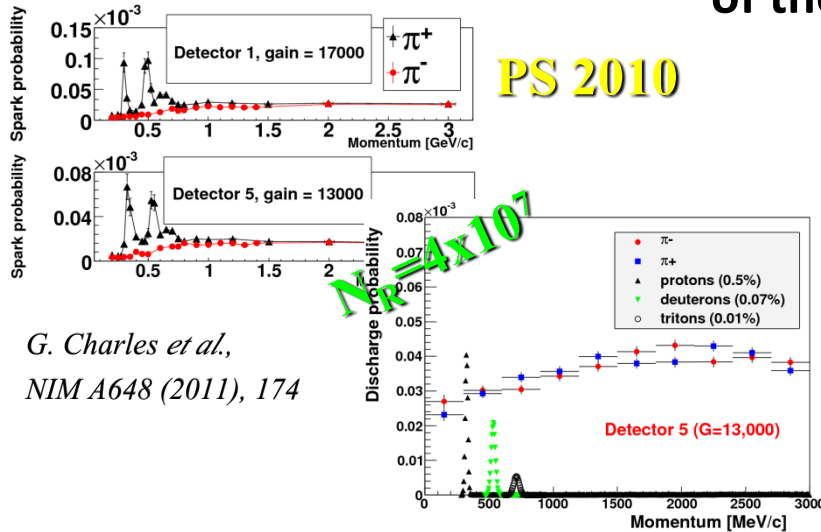 of the
×10⁻³
0.15
0.1
0.05
0
Spark probability
Detector 1, gain = 17000
π⁺
π⁻
PS 2010
0.5 1 1.5 2 2.5 3
Momentum [GeV/c]
×10⁻³
0.08
0.04
0
Spark probability
Detector 5, gain = 13000
0.5 1 1.5 2
N_R=4x10⁷
G. Charles et al.,
NIM A648 (2011), 174
×10⁻³
0.08
0.07
0.06
0.05
0.04
0.03
0.02
0.01
0
Discharge probability
π-
π+
protons (0.5%)
deuterons (0.07%)
tritons (0.01%)
Detector 5 (G=13,000)
0 500 1000 1500 2000 2500 3000
Momentum [MeV/c]